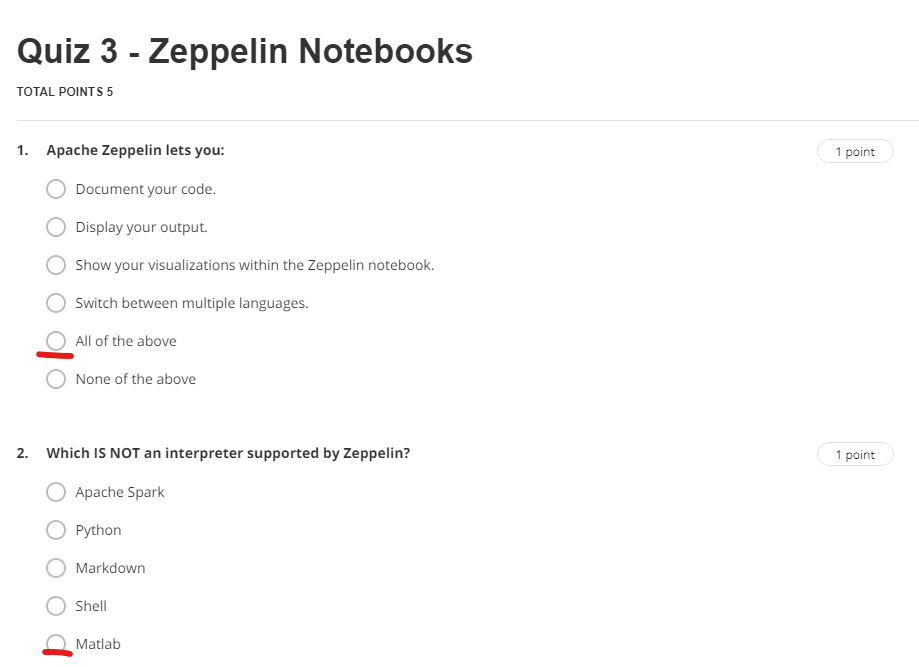 Quiz 3 - Zeppelin Notebooks
TOTAL POINTS 5
1. Apache Zeppelin lets you: 1 point
Document your code.
Display your output.
Show your visualizations within the Zeppelin notebook.
Switch between multiple languages.
All of the above
None of the above
2. Which IS NOT an interpreter supported by Zeppelin? 1 point
Apache Spark
Python
Markdown
Shell
Matlab